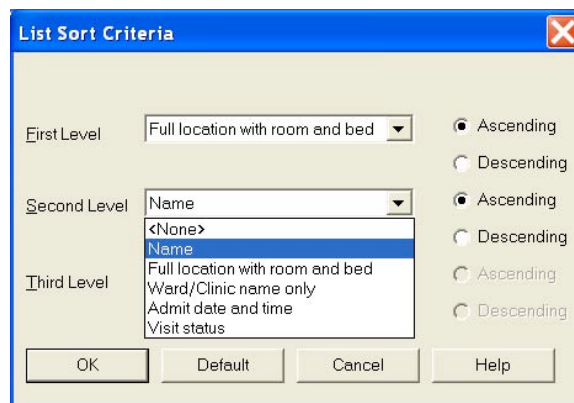 List Sort Criteria
First Level
Full location with room and bed
Ascending
Descending
Second Level
Name
Ascending
Descending
<None>
Name
Full location with room and bed
Ward/Clinic name only
Admit date and time
Visit status
Third Level
Ascending
Descending
OK
Default
Cancel
Help